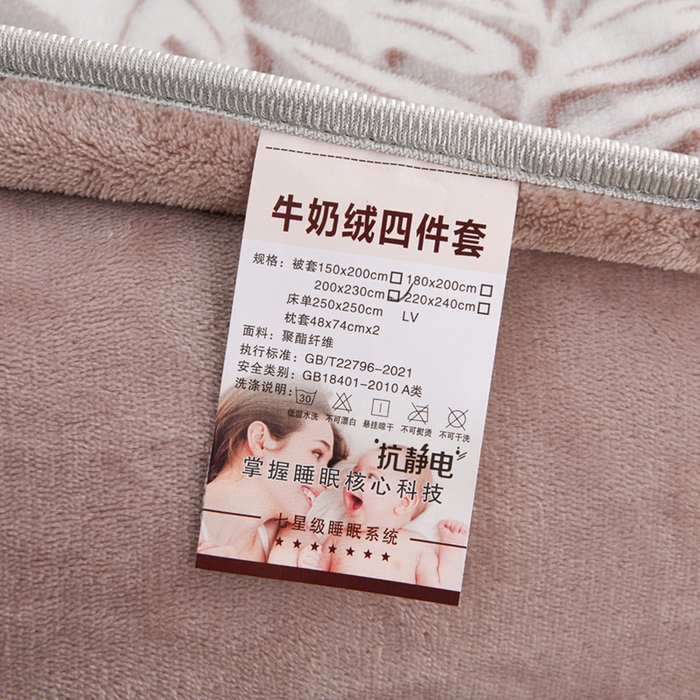 牛奶绒四件套
规格：被套150x200cm□ 180x200cm□
200x230cm☑ 220x240cm□
床单250x250cm LV
枕套48x74cmx2
面料：聚酯纤维
执行标准：GB/T22796-2021
安全类别：GB18401-2010 A类
洗涤说明：
30
低温水洗 不可漂白 悬挂晾干 不可熨烫 不可干洗
抗静电
掌握睡眠核心科技
七星级睡眠系统
★★★★★★★